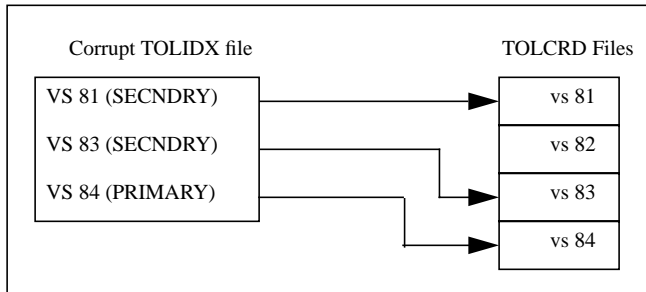 Corrupt TOLIDX file
TOLCRD Files
VS 81 (SECNDRY)
VS 83 (SECNDRY)
VS 84 (PRIMARY)
vs 81
vs 82
vs 83
vs 84